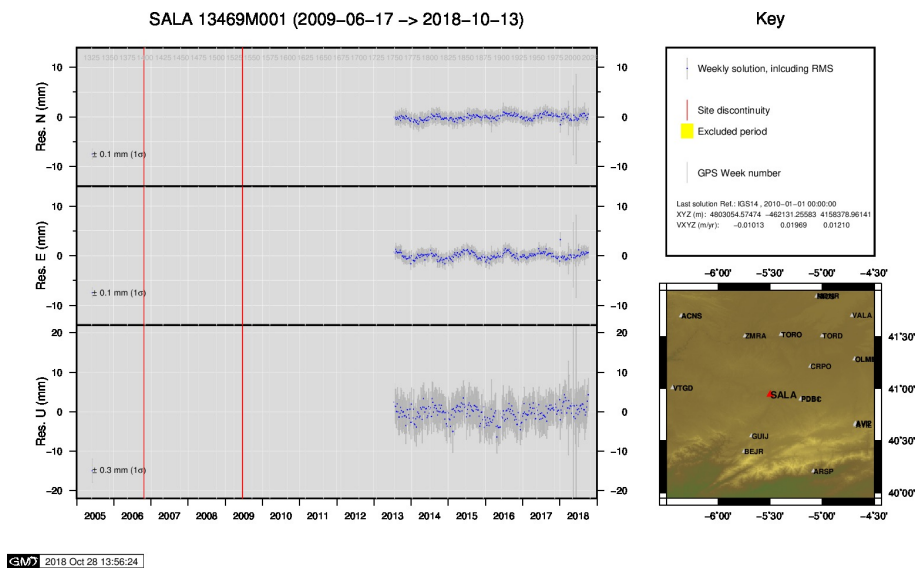 SALA 13469M001 (2009−06−17 −> 2018−10−13)
Key
10
0
−10
Res. N (mm)
± 0.1 mm (1σ)
10
0
−10
10
0
−10
Res. E (mm)
± 0.1 mm (1σ)
10
0
−10
20
10
0
−10
−20
Res. U (mm)
± 0.3 mm (1σ)
20
10
0
−10
−20
2005 2006 2007 2008 2009 2010 2011 2012 2013 2014 2015 2016 2017 2018
Weekly solution, inlcuding RMS
Site discontinuity
Excluded period
GPS Week number
Last solution Ref.: IGS14 , 2010−01−01 00:00:00
XYZ (m): 4803054.57474 −462131.25583 4158378.96141
VXYZ (m/yr): −0.01013 0.01969 0.01210
−6˚00' −5˚30' −5˚00' −4˚30'
ACNS
VALA
ZMRA
TORO
TORD
41˚30'
CRPO
VTGD
41˚00'
SALA
GUIJ
40˚30'
BEJR
ARSP
40˚00'
−6˚00' −5˚30' −5˚00' −4˚30'
GMT 2018 Oct 28 13:56:24